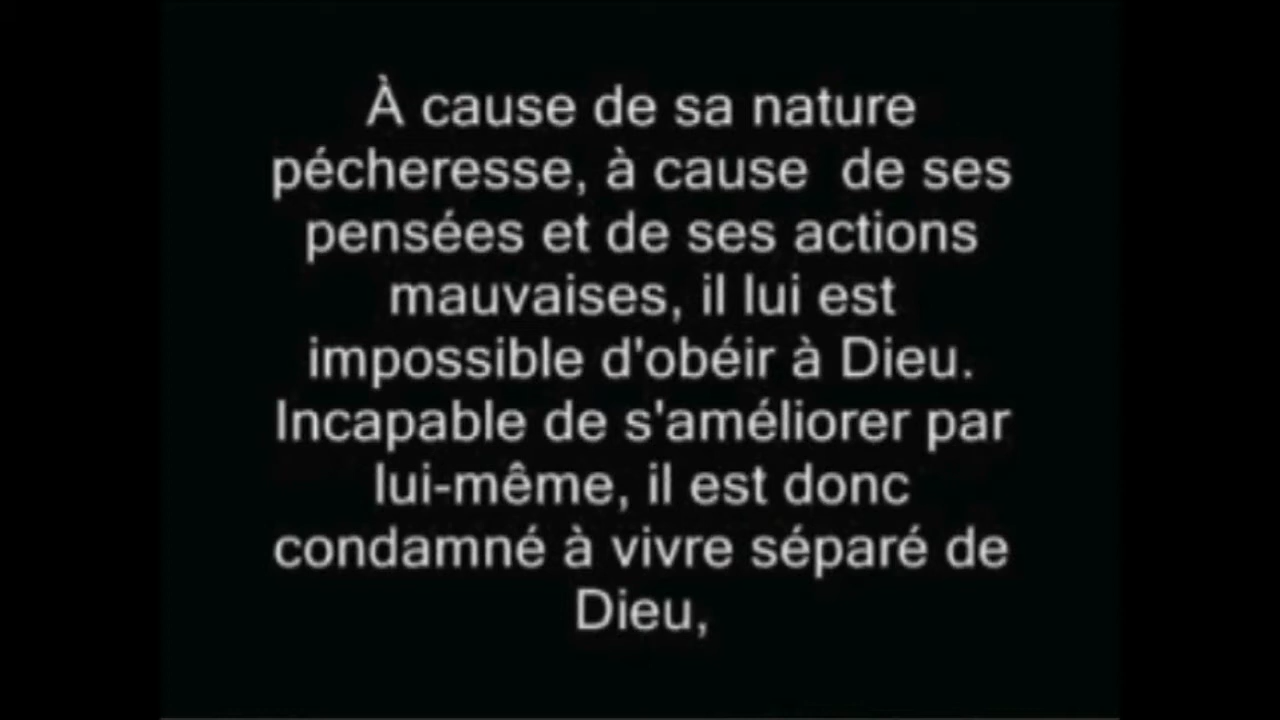 À cause de sa nature
pécheresse, à cause  de ses
pensées et de ses actions
mauvaises, il lui est
impossible d'obéir à Dieu.
Incapable de s'améliorer par
lui-même, il est donc
condamné à vivre séparé de
Dieu,